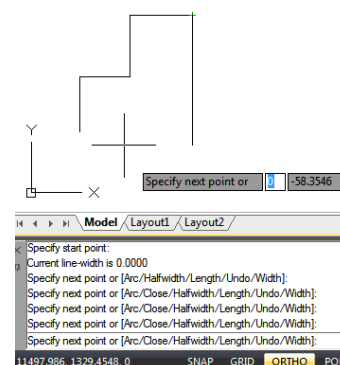 Y
X
Specify next point or 0 -58.3546
Model Layout1 Layout2
Specify start point:
Current line-width is 0.0000
Specify next point or [Arc/Halfwidth/Length/Undo/Width]:
Specify next point or [Arc/Close/Halfwidth/Length/Undo/Width]:
Specify next point or [Arc/Close/Halfwidth/Length/Undo/Width]:
Specify next point or [Arc/Close/Halfwidth/Length/Undo/Width]:
Specify next point or [Arc/Close/Halfwidth/Length/Undo/Width]:
11497.986, 1329.4548, 0 SNAP GRID ORTHO PO